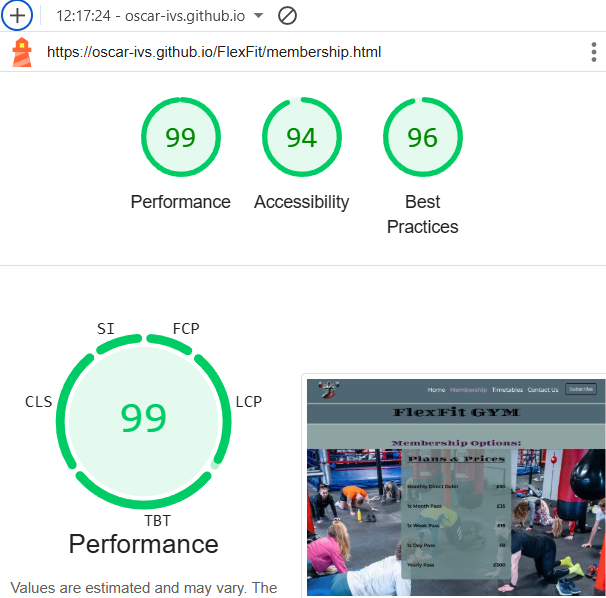 12:17:24 - oscar-ivs.github.io
https://oscar-ivs.github.io/FlexFit/membership.html
99 94 96
Performance Accessibility Best Practices
SI FCP
CLS LCP
99
TBT
Performance
Values are estimated and may vary. The
Home Membership Timetables Contact Us Subscribe
FlexFit GYM
Membership Options:
Plans & Prices
Monthly Direct Debit
1x Month Pass £35
1x Week Pass £15
1x Day Pass
Yearly Pass £300